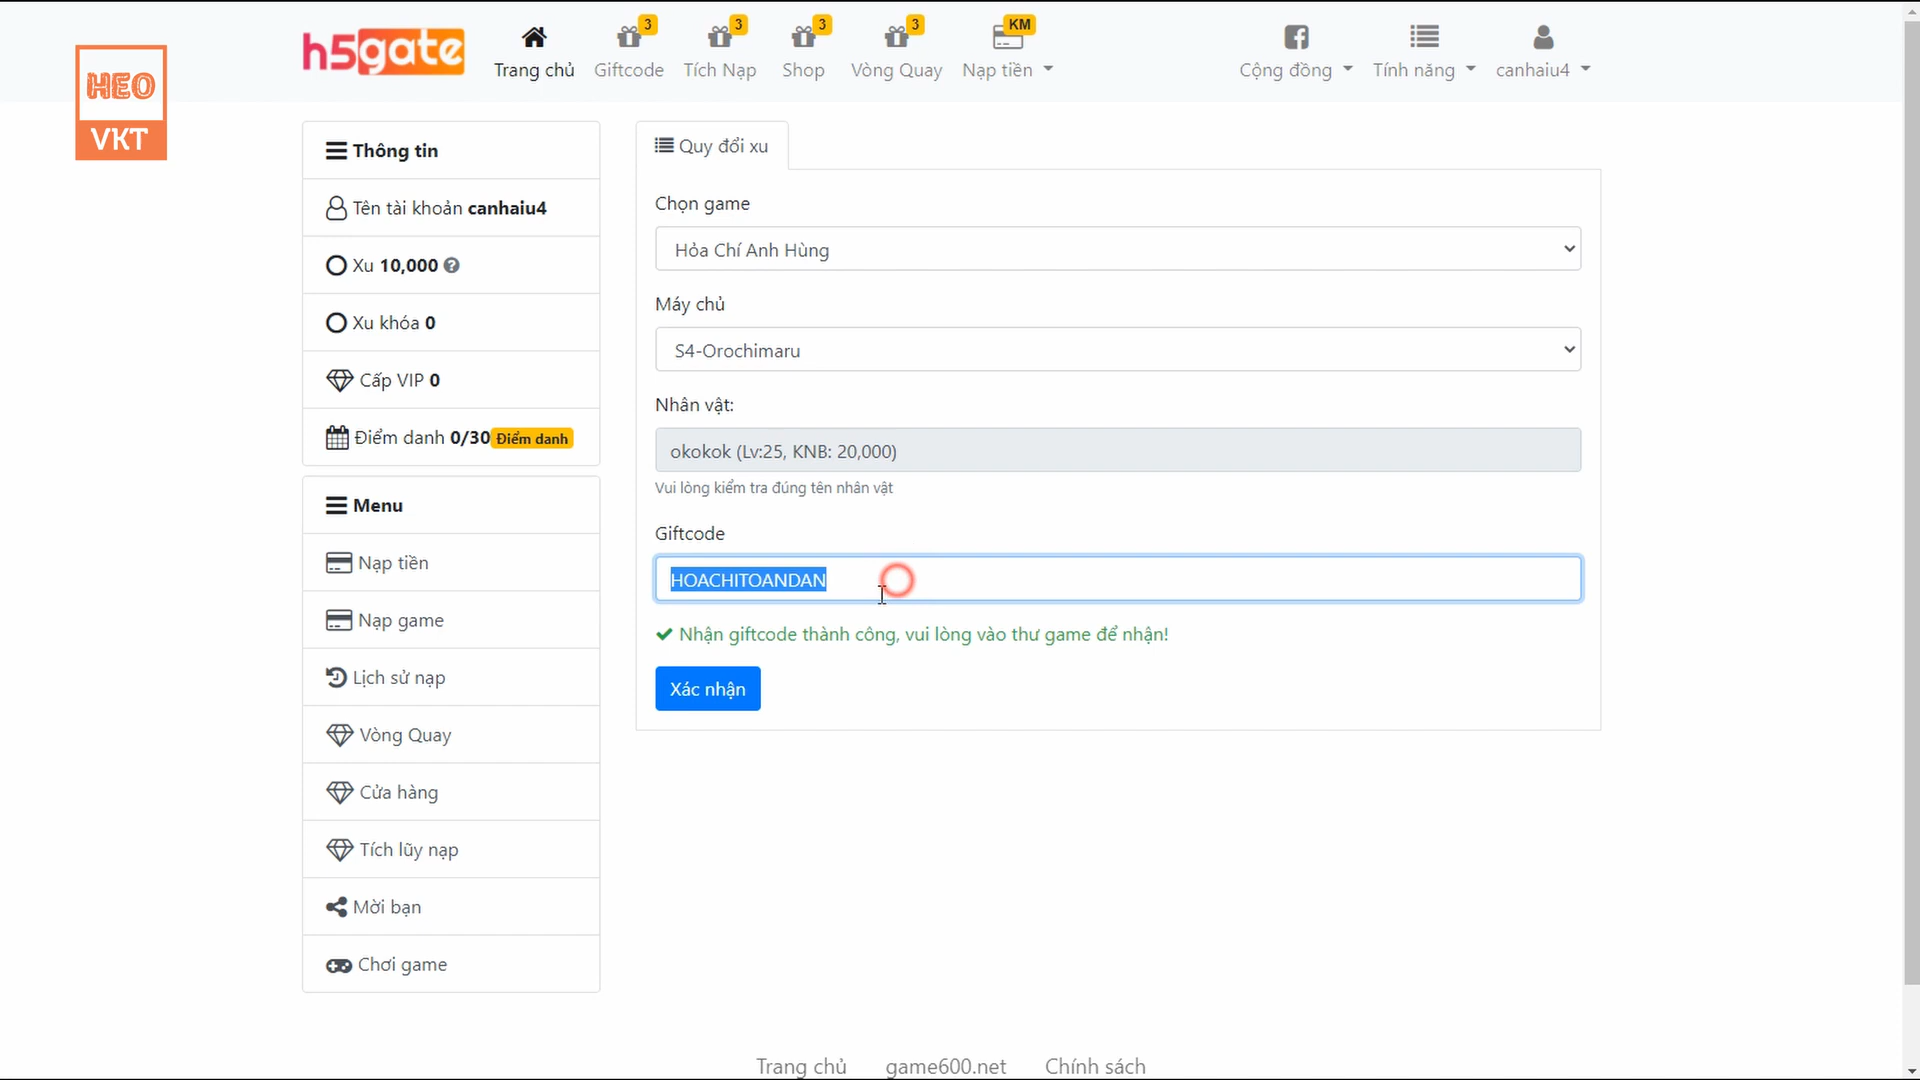 HEO
VKT
h5gate
Trang chủ
3
Giftcode
3
Tích Nạp
3
Shop
3
Vòng Quay
KM
Nạp tiền
Cộng đồng
Tính năng
canhaiu4
Thông tin
Tên tài khoản canhaiu4
Xu 10,000
Xu khóa 0
Cấp VIP 0
Điểm danh 0/30 Điểm danh
Menu
Nạp tiền
Nạp game
Lịch sử nạp
Vòng Quay
Cửa hàng
Tích lũy nạp
Mời bạn
Chơi game
Quy đổi xu
Chọn game
Hỏa Chí Anh Hùng
Máy chủ
S4-Orochimaru
Nhân vật:
okokok (Lv:25, KNB: 20,000)
Vui lòng kiểm tra đúng tên nhân vật
Giftcode
HOACHITOANDAN
Nhận giftcode thành công, vui lòng vào thư game để nhận!
Xác nhận
Trang chủ game600.net Chính sách